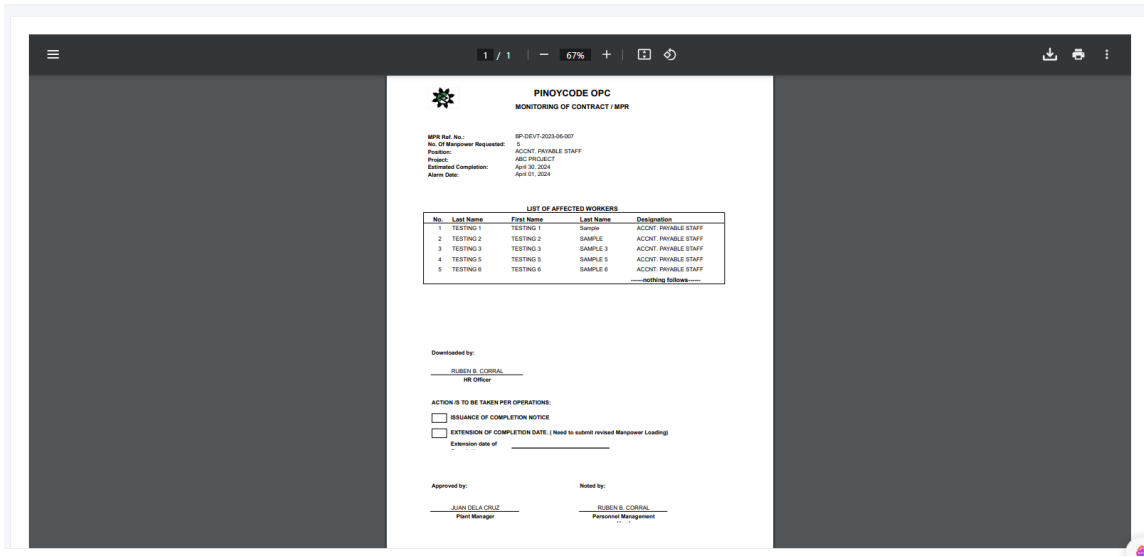 1 / 1 | − 67% + |
PINOYCODE OPC
MONITORING OF CONTRACT / MPR
MPR Ref. No.: BP-DEVT-2023-06-007
No. Of Manpower Requested: 5
Position: ACCNT. PAYABLE STAFF
Project: ABC PROJECT
Estimated Completion: April 30, 2024
Alarm Date: April 01, 2024
LIST OF AFFECTED WORKERS
No. Last Name First Name Last Name Designation
1 TESTING 1 TESTING 1 Sample ACCNT. PAYABLE STAFF
2 TESTING 2 TESTING 2 SAMPLE ACCNT. PAYABLE STAFF
3 TESTING 3 TESTING 3 SAMPLE 3 ACCNT. PAYABLE STAFF
4 TESTING 5 TESTING 5 SAMPLE 5 ACCNT. PAYABLE STAFF
5 TESTING 6 TESTING 6 SAMPLE 6 ACCNT. PAYABLE STAFF
------nothing follows------
Downloaded by:
RUBEN B. CORRAL
HR Officer
ACTION /S TO BE TAKEN PER OPERATIONS:
ISSUANCE OF COMPLETION NOTICE
EXTENSION OF COMPLETION DATE. ( Need to submit revised Manpower Loading)
Extension date of
Approved by: Noted by:
JUAN DELA CRUZ RUBEN B. CORRAL
Plant Manager Personnel Management